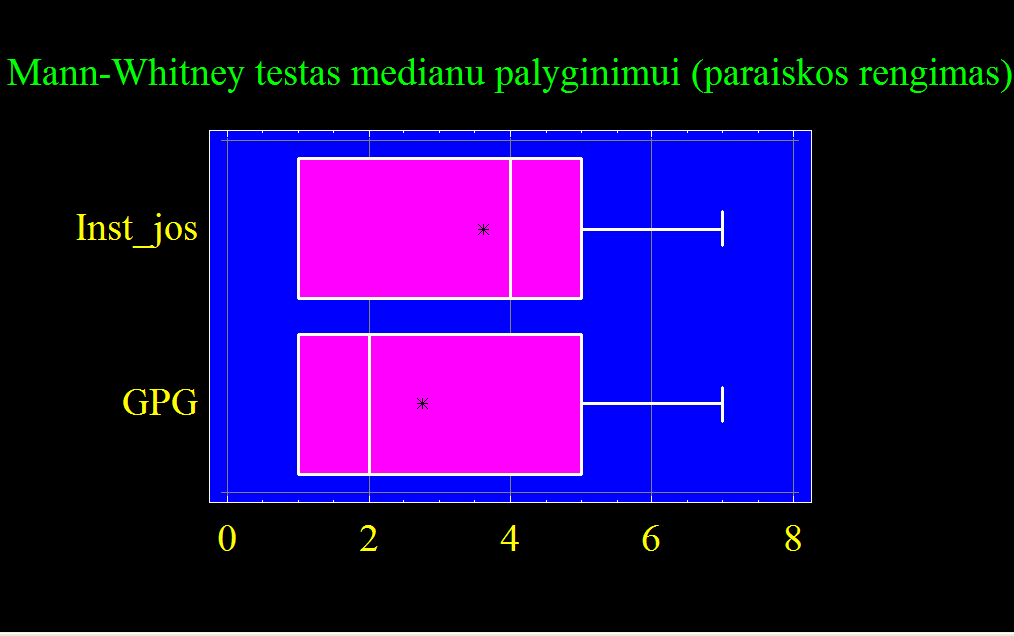 Mann-Whitney testas medianu palyginimui (paraiskos rengimas)
Inst_jos
GPG
0 2 4 6 8